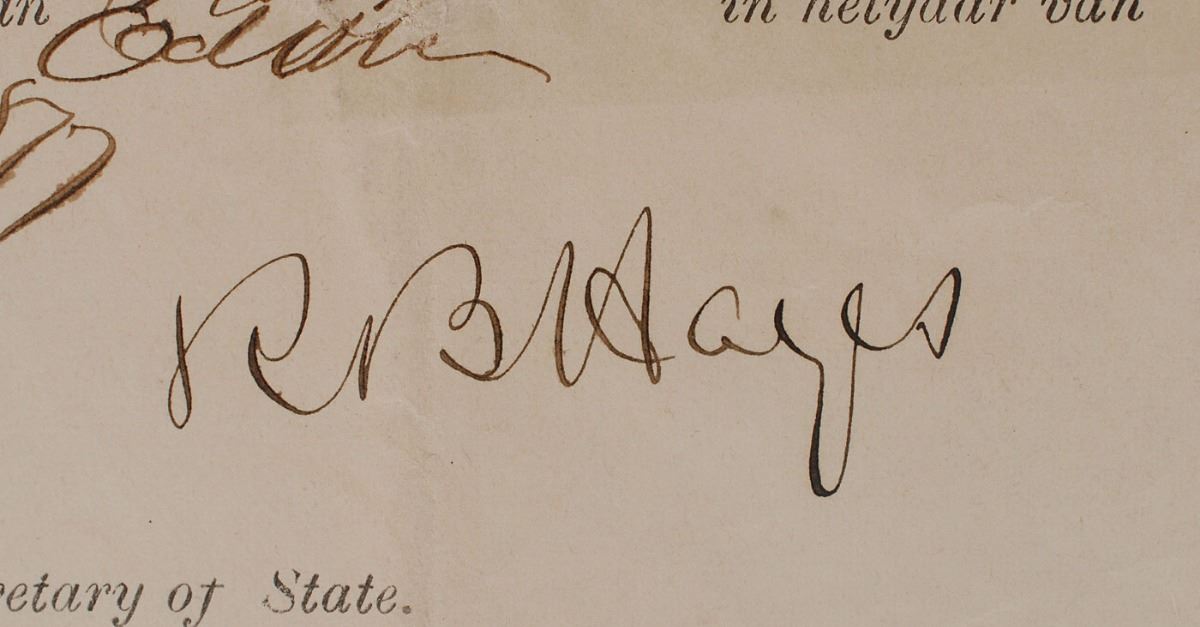 in hetjaar van
R B Hayes
retary of State.